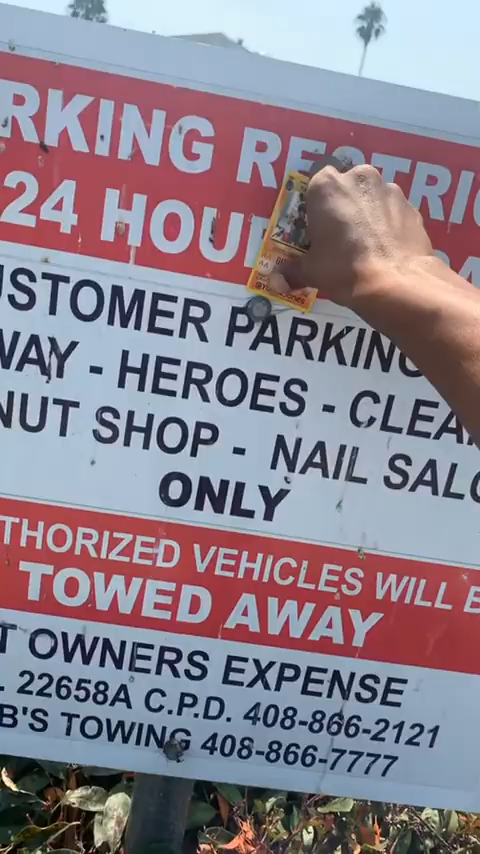 RKING RESTRIC
24 HOU
USTOMER PARKING
WAY - HEROES - CLEA
NUT SHOP - NAIL SALO
ONLY
THORIZED VEHICLES WILL B
TOWED AWAY
T OWNERS EXPENSE
. 22658A C.P.D. 408-866-2121
B'S TOWING 408-866-7777